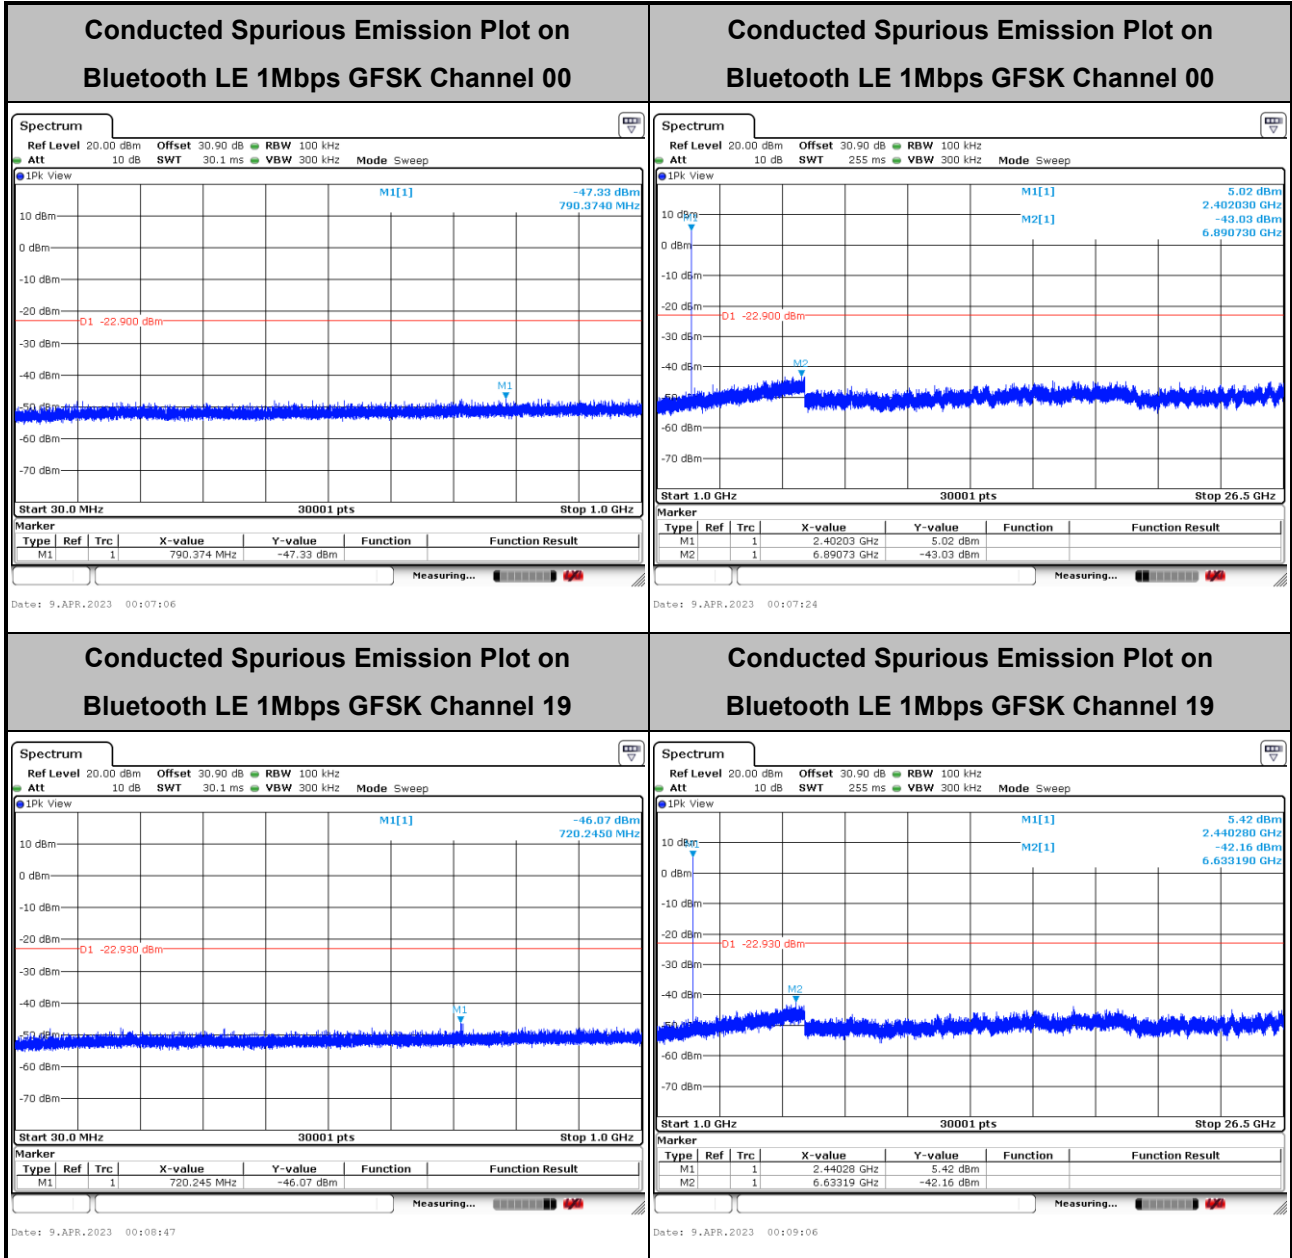 Conducted Spurious Emission Plot on
Bluetooth LE 1Mbps GFSK Channel 00
Spectrum
Ref Level 20.00 dBm Offset 30.90 dB RBW 100 kHz
Att 10 dB SWT 30.1 ms VBW 300 kHz Mode Sweep
1Pk View
M1[1] -47.33 dBm
790.3740 MHz
10 dBm
0 dBm
-10 dBm
-20 dBm
D1 -22.900 dBm
-30 dBm
-40 dBm
M1
-50 dBm
-60 dBm
-70 dBm
Start 30.0 MHz 30001 pts Stop 1.0 GHz
Marker
Type Ref Trc X-value Y-value Function Function Result
M1 1 790.374 MHz -47.33 dBm
Measuring...
Date: 9.APR.2023 00:07:06
Conducted Spurious Emission Plot on
Bluetooth LE 1Mbps GFSK Channel 00
Spectrum
Ref Level 20.00 dBm Offset 30.90 dB RBW 100 kHz
Att 10 dB SWT 255 ms VBW 300 kHz Mode Sweep
1Pk View
M1[1] 5.02 dBm
2.402030 GHz
M2[1] -43.03 dBm
6.890730 GHz
10 dBm
M1
0 dBm
-10 dBm
-20 dBm
D1 -22.900 dBm
-30 dBm
-40 dBm
M2
-60 dBm
-70 dBm
Start 1.0 GHz 30001 pts Stop 26.5 GHz
Marker
Type Ref Trc X-value Y-value Function Function Result
M1 1 2.40203 GHz 5.02 dBm
M2 1 6.89073 GHz -43.03 dBm
Measuring...
Date: 9.APR.2023 00:07:24
Conducted Spurious Emission Plot on
Bluetooth LE 1Mbps GFSK Channel 19
Spectrum
Ref Level 20.00 dBm Offset 30.90 dB RBW 100 kHz
Att 10 dB SWT 30.1 ms VBW 300 kHz Mode Sweep
1Pk View
M1[1] -46.07 dBm
720.2450 MHz
10 dBm
0 dBm
-10 dBm
-20 dBm
D1 -22.930 dBm
-30 dBm
-40 dBm
M1
-50 dBm
-60 dBm
-70 dBm
Start 30.0 MHz 30001 pts Stop 1.0 GHz
Marker
Type Ref Trc X-value Y-value Function Function Result
M1 1 720.245 MHz -46.07 dBm
Measuring...
Date: 9.APR.2023 00:08:47
Conducted Spurious Emission Plot on
Bluetooth LE 1Mbps GFSK Channel 19
Spectrum
Ref Level 20.00 dBm Offset 30.90 dB RBW 100 kHz
Att 10 dB SWT 255 ms VBW 300 kHz Mode Sweep
1Pk View
M1[1] 5.42 dBm
2.440280 GHz
M2[1] -42.16 dBm
6.633190 GHz
10 dBm
M1
0 dBm
-10 dBm
-20 dBm
D1 -22.930 dBm
-30 dBm
-40 dBm
M2
-60 dBm
-70 dBm
Start 1.0 GHz 30001 pts Stop 26.5 GHz
Marker
Type Ref Trc X-value Y-value Function Function Result
M1 1 2.44028 GHz 5.42 dBm
M2 1 6.63319 GHz -42.16 dBm
Measuring...
Date: 9.APR.2023 00:09:06